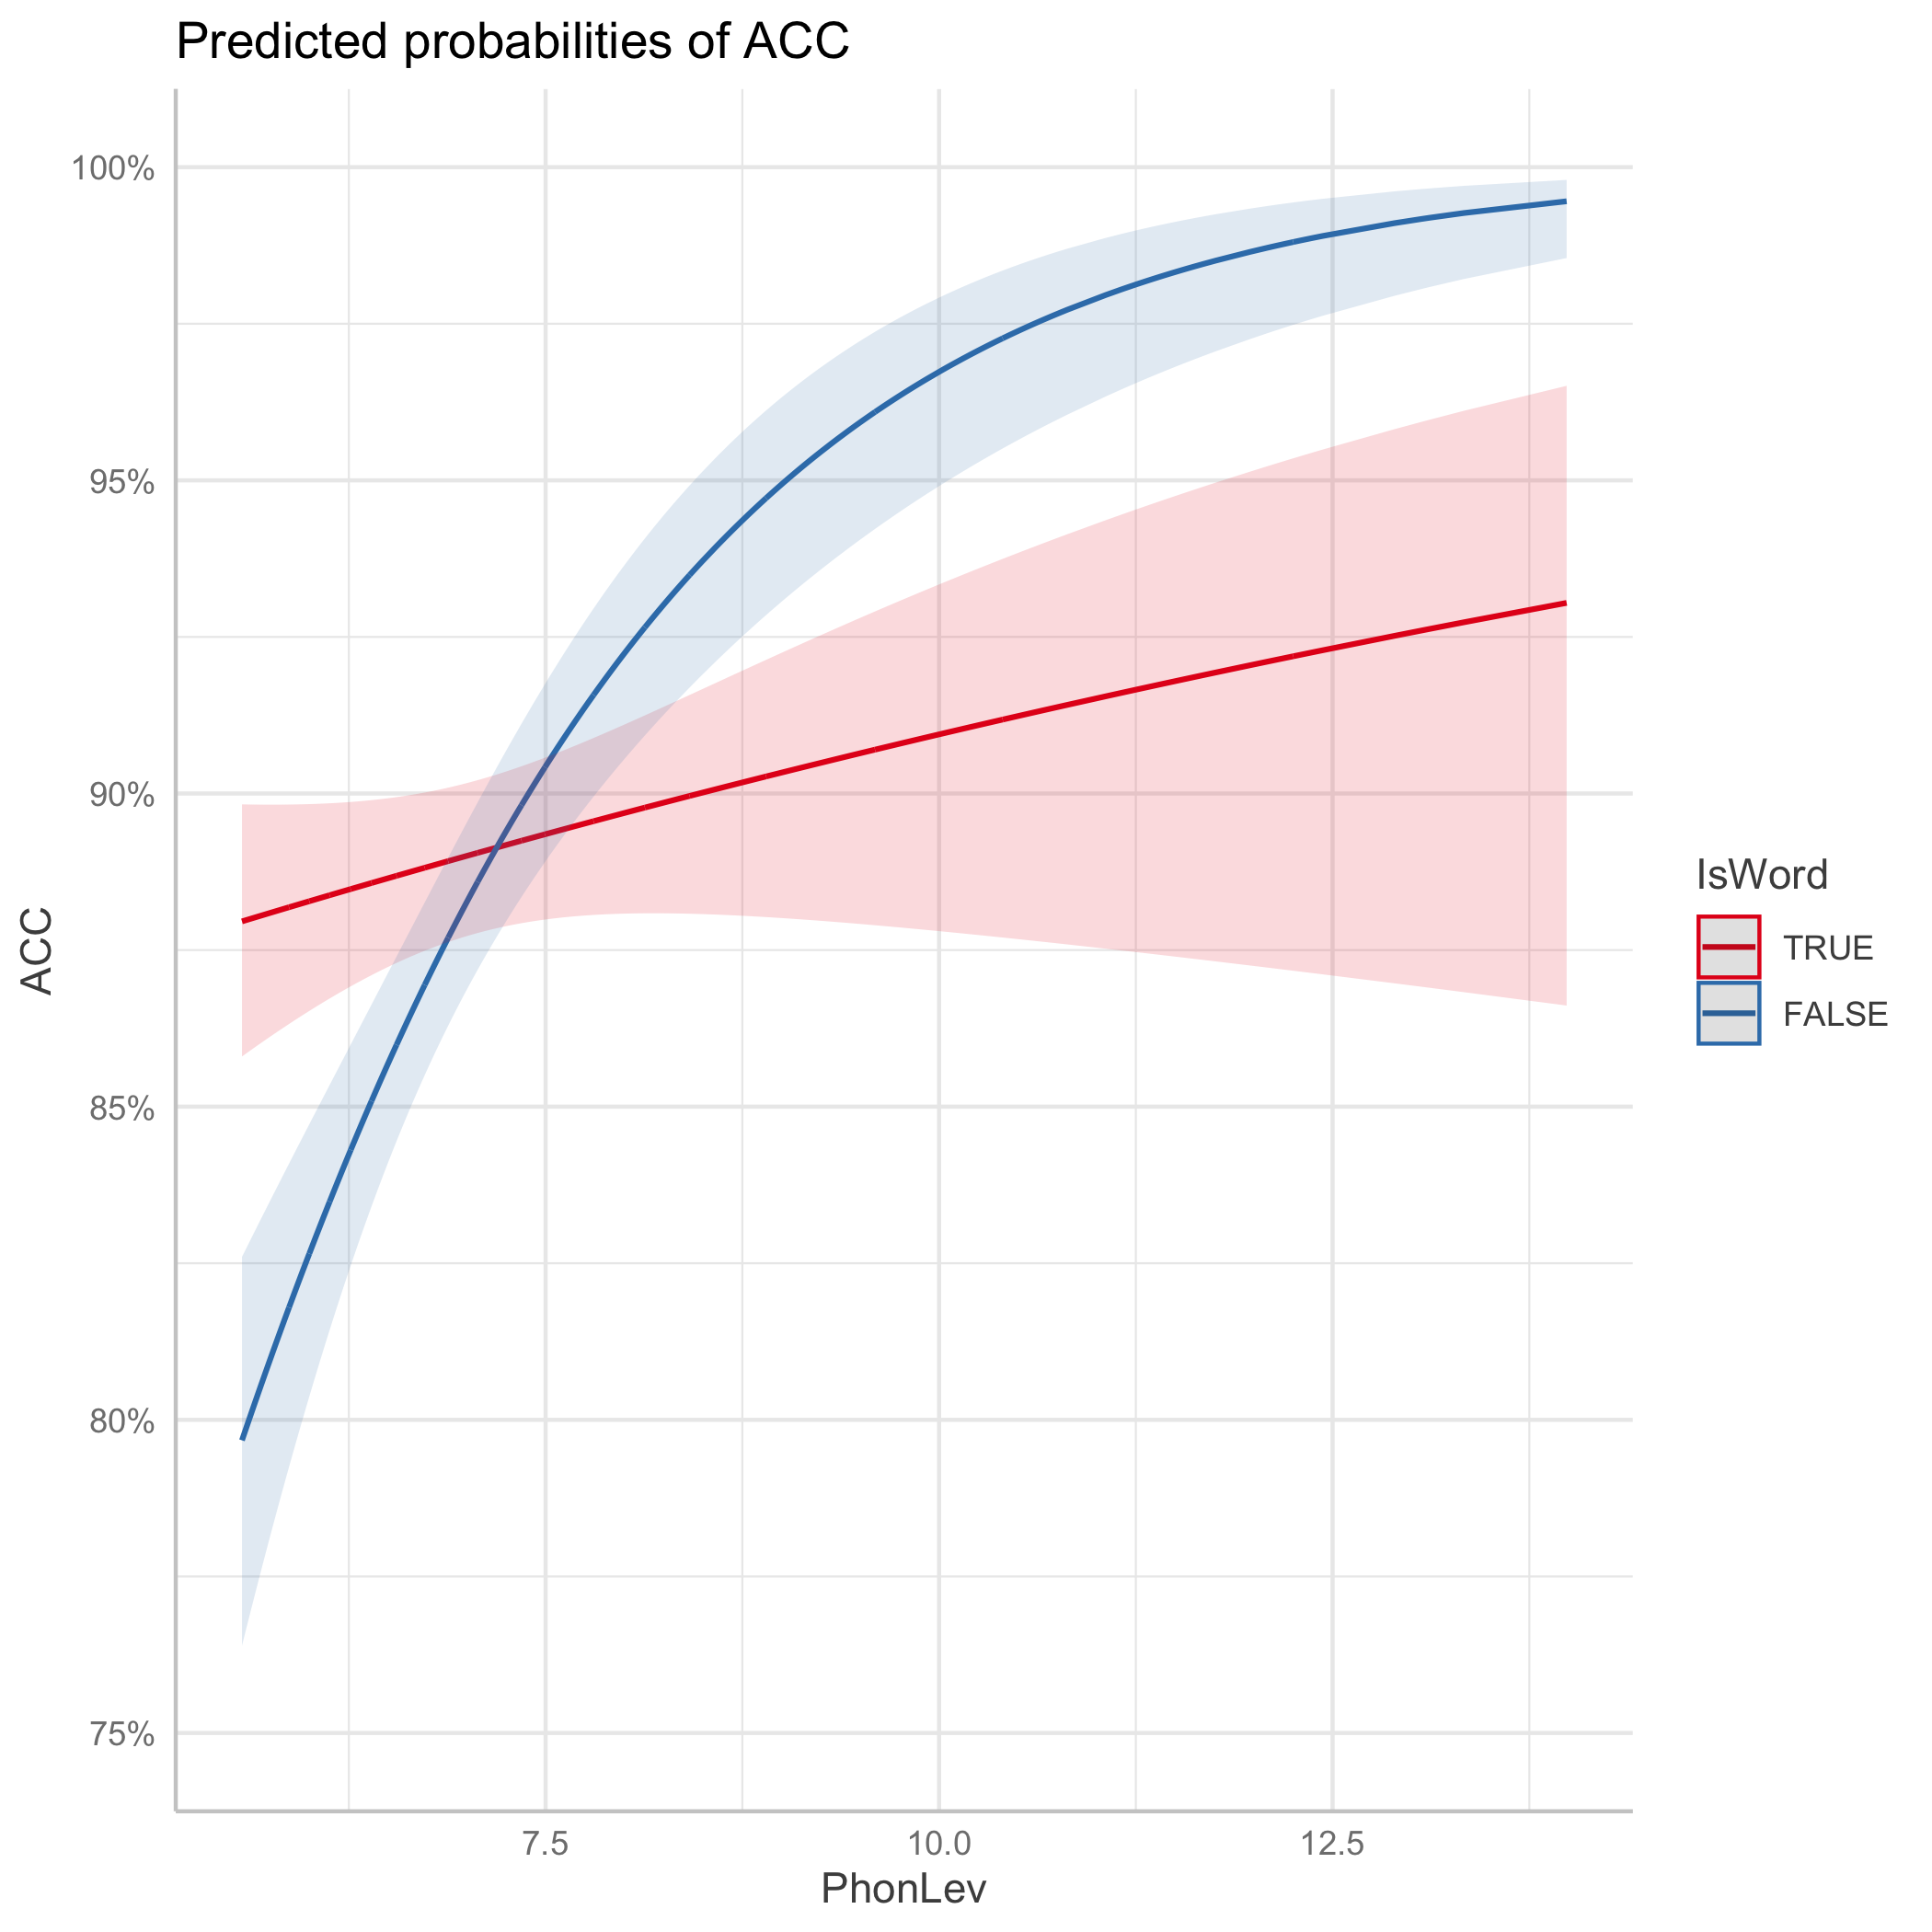 Predicted probabilities of ACC
100%
95%
90%
85%
80%
75%
ACC
7.5
10.0
12.5
PhonLev
IsWord
TRUE
FALSE